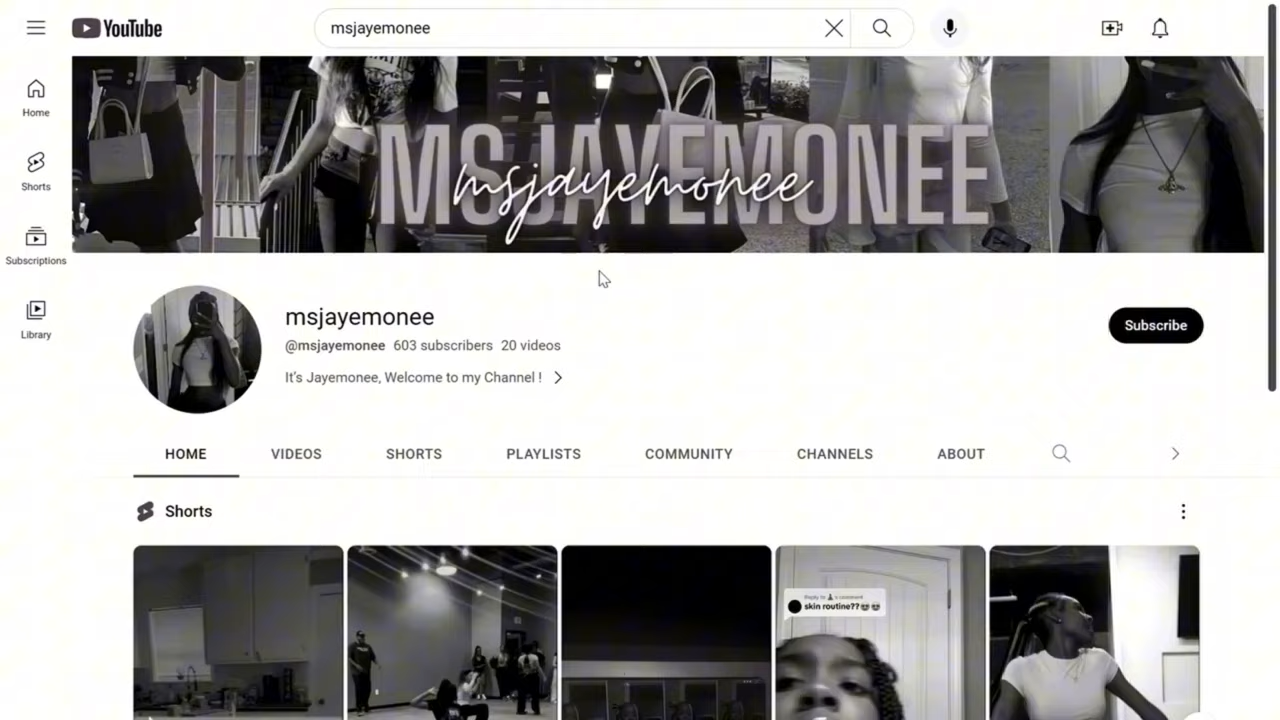 YouTube
msjayemonee
Home
Shorts
Subscriptions
Library
MSJAYEMONEE
msjayemonee
msjayemonee
@msjayemonee 603 subscribers 20 videos
It's Jayemonee, Welcome to my Channel !
Subscribe
HOME VIDEOS SHORTS PLAYLISTS COMMUNITY CHANNELS ABOUT
Shorts
skin routine??😍😍